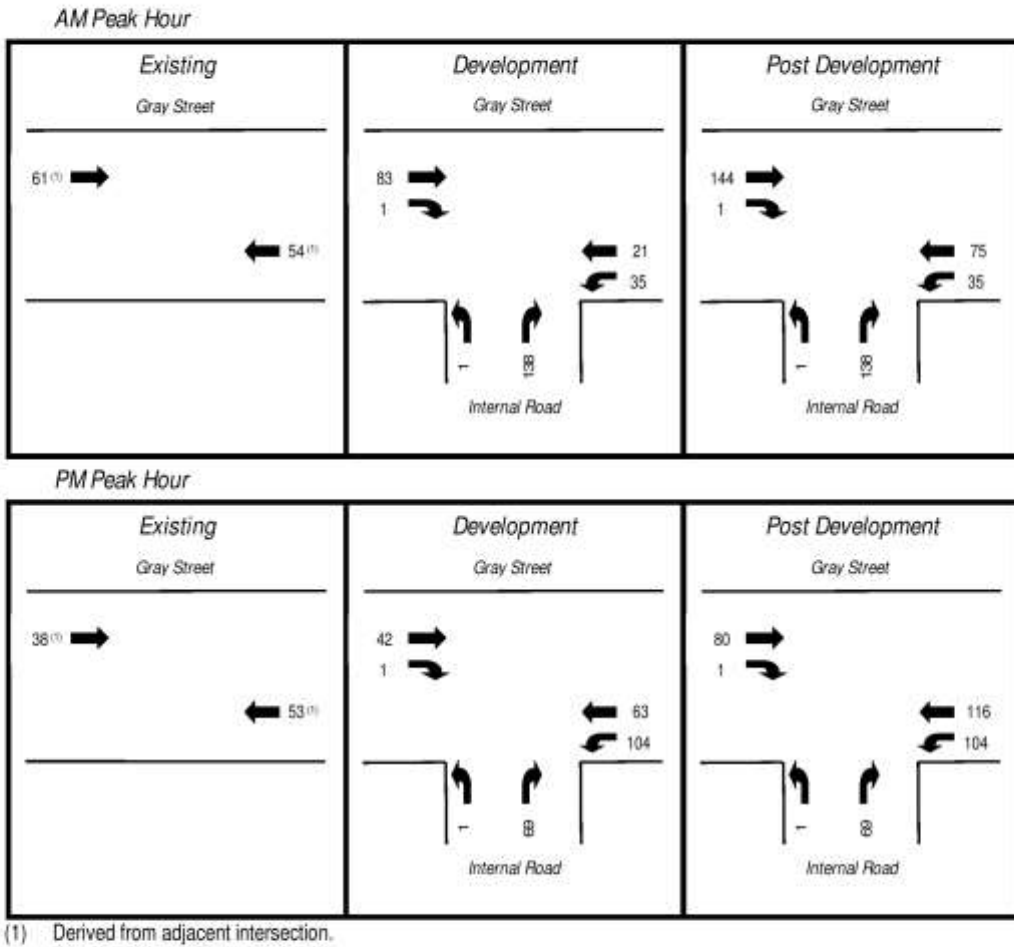 AM Peak Hour
Existing
Development
Post Development
Gray Street
Gray Street
Gray Street
61 (1)
83
144
1
1
54 (1)
21
75
35
35
1
138
1
138
Internal Road
Internal Road
PM Peak Hour
Existing
Development
Post Development
Gray Street
Gray Street
Gray Street
38 (1)
42
80
1
1
53 (1)
63
116
104
104
1
1
Internal Road
Internal Road
(1) Derived from adjacent intersection.